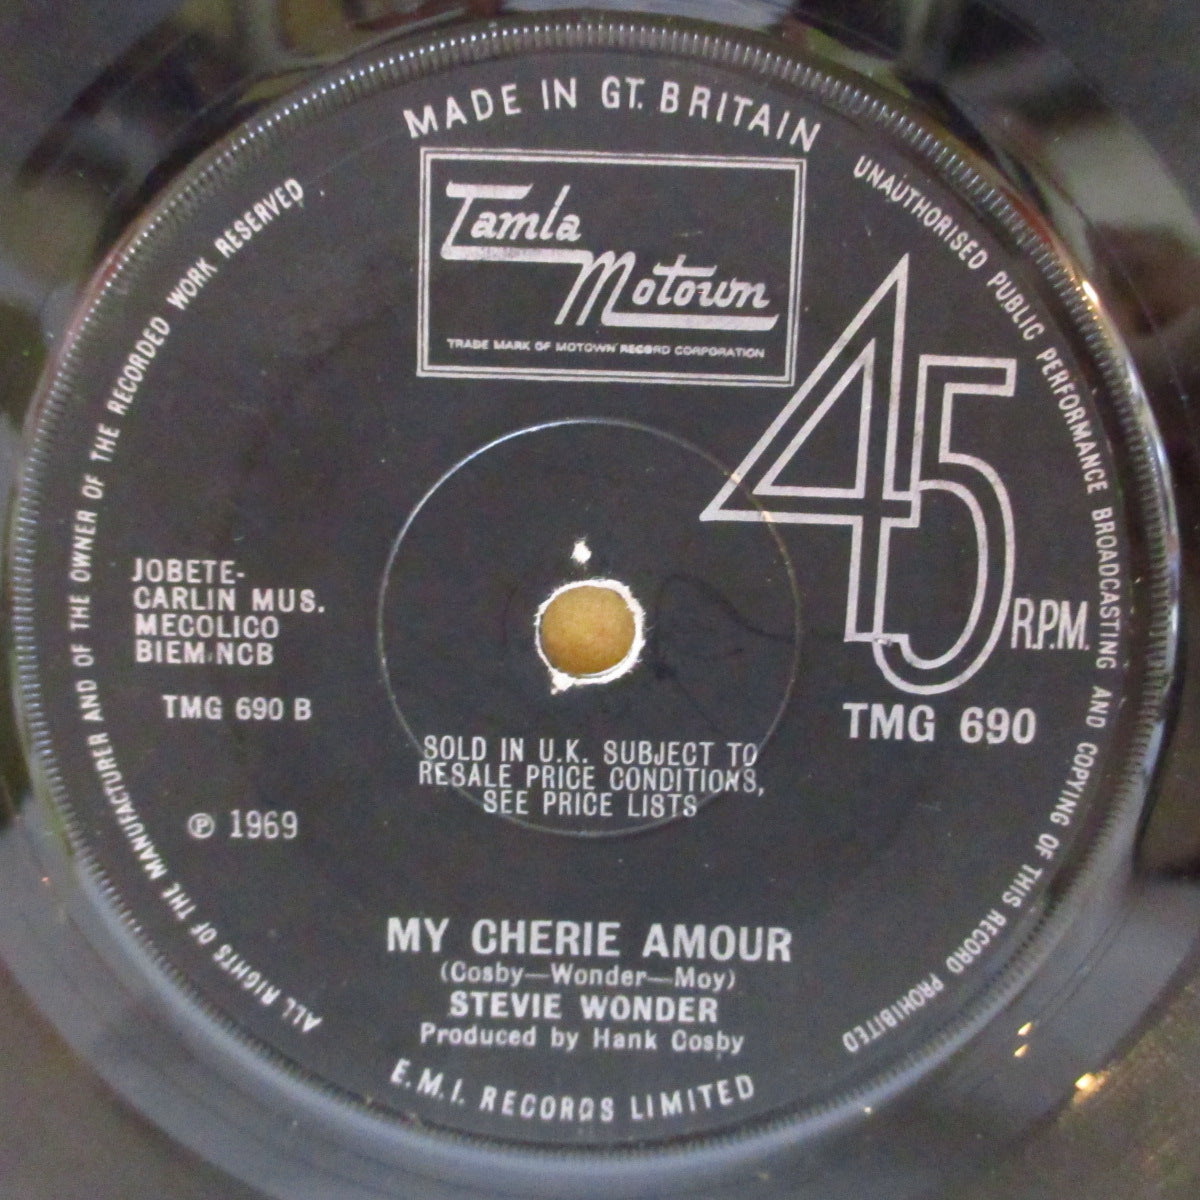 MADE IN GT. BRITAIN
Tamla
Motown
TRADE MARK OF MOTOWN RECORD CORPORATION
45
R.P.M.
TMG 690
JOBETE-
CARLIN MUS.
MECOLICO
BIEM.NCB
TMG 690 B
℗ 1969
SOLD IN U.K. SUBJECT TO
RESALE PRICE CONDITIONS,
SEE PRICE LISTS
MY CHERIE AMOUR
(Cosby—Wonder—Moy)
STEVIE WONDER
Produced by Hank Cosby
E.M.I. RECORDS LIMITED
ALL RIGHTS OF THE MANUFACTURER AND OF THE OWNER OF THE RECORDED WORK RESERVED
UNAUTHORISED PUBLIC PERFORMANCE BROADCASTING AND COPYING OF THIS RECORD PROHIBITED